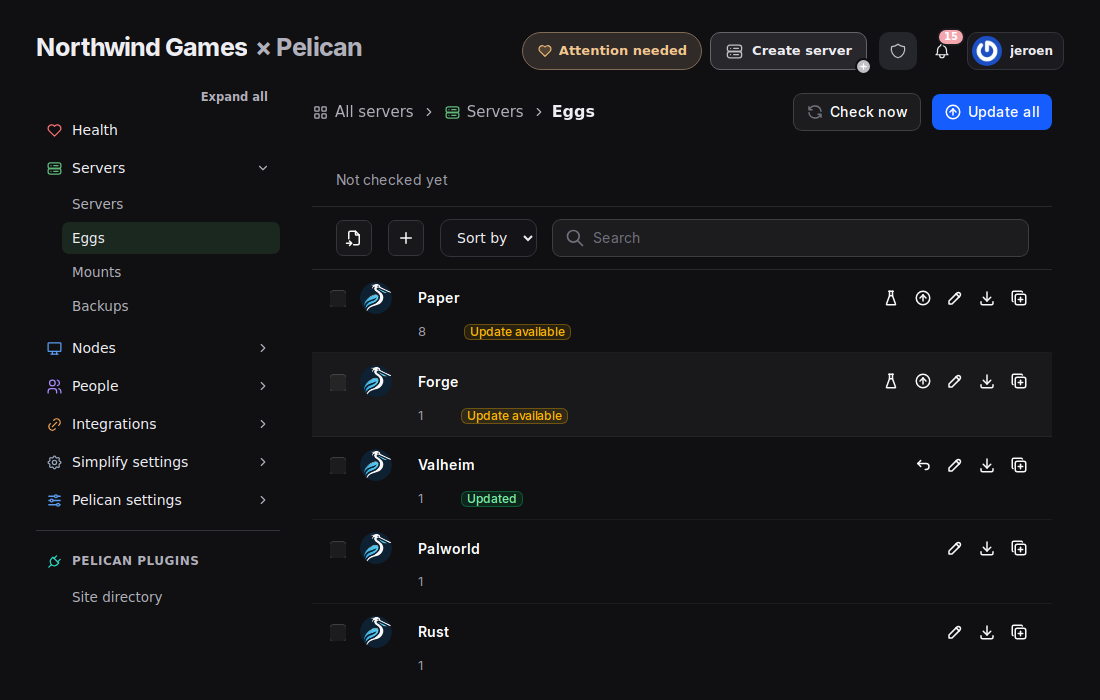 Northwind Games × Pelican
Attention needed
Create server
15
jeroen
Expand all
Health
Servers
Servers
Eggs
Mounts
Backups
Nodes
People
Integrations
Simplify settings
Pelican settings
PELICAN PLUGINS
Site directory
All servers > Servers > Eggs
Check now
Update all
Not checked yet
Sort by
Search
Paper
8 Update available
Forge
1 Update available
Valheim
1 Updated
Palworld
1
Rust
1